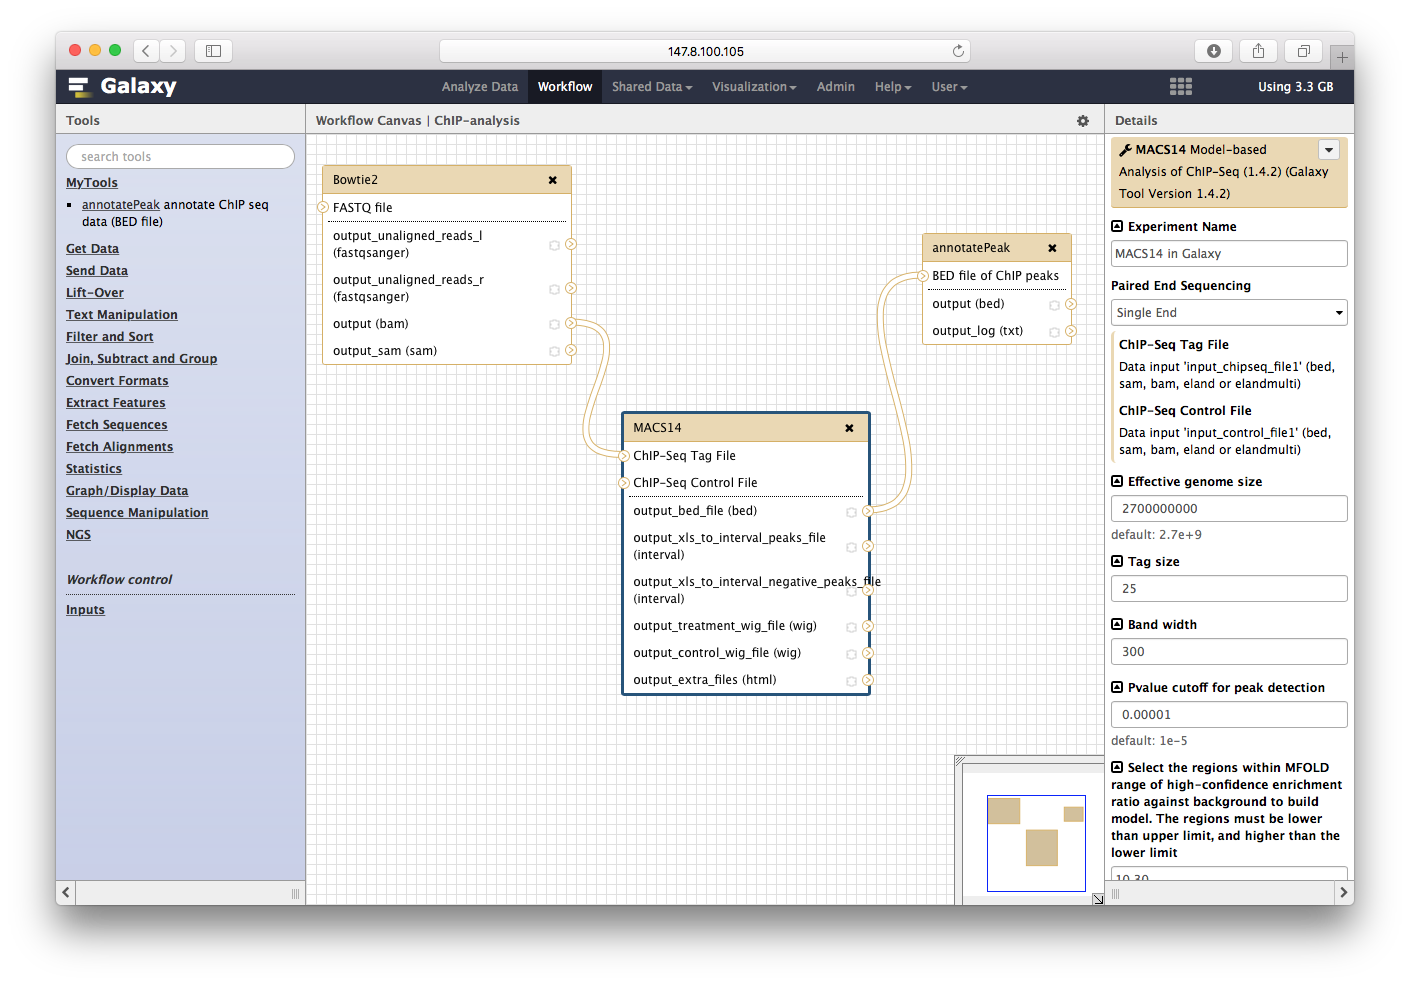 147.8.100.105
Galaxy
Analyze Data
Workflow
Shared Data
Visualization
Admin
Help
User
Using 3.3 GB
Tools
search tools
MyTools
annotatePeak annotate ChIP seq
data (BED file)
Get Data
Send Data
Lift-Over
Text Manipulation
Filter and Sort
Join, Subtract and Group
Convert Formats
Extract Features
Fetch Sequences
Fetch Alignments
Statistics
Graph/Display Data
Sequence Manipulation
NGS
Workflow control
Inputs
Workflow Canvas | ChIP-analysis
Bowtie2
FASTQ file
output_unaligned_reads_l
(fastqsanger)
output_unaligned_reads_r
(fastqsanger)
output (bam)
output_sam (sam)
MACS14
ChIP-Seq Tag File
ChIP-Seq Control File
output_bed_file (bed)
output_xls_to_interval_peaks_file
(interval)
output_xls_to_interval_negative_peaks_file
(interval)
output_treatment_wig_file (wig)
output_control_wig_file (wig)
output_extra_files (html)
annotatePeak
BED file of ChIP peaks
output (bed)
output_log (txt)
Details
MACS14 Model-based
Analysis of ChIP-Seq (1.4.2) (Galaxy
Tool Version 1.4.2)
Experiment Name
MACS14 in Galaxy
Paired End Sequencing
Single End
ChIP-Seq Tag File
Data input 'input_chipseq_file1' (bed,
sam, bam, eland or elandmulti)
ChIP-Seq Control File
Data input 'input_control_file1' (bed,
sam, bam, eland or elandmulti)
Effective genome size
2700000000
default: 2.7e+9
Tag size
25
Band width
300
Pvalue cutoff for peak detection
0.00001
default: 1e-5
Select the regions within MFOLD
range of high-confidence enrichment
ratio against background to build
model. The regions must be lower
than upper limit, and higher than the
lower limit
10,30